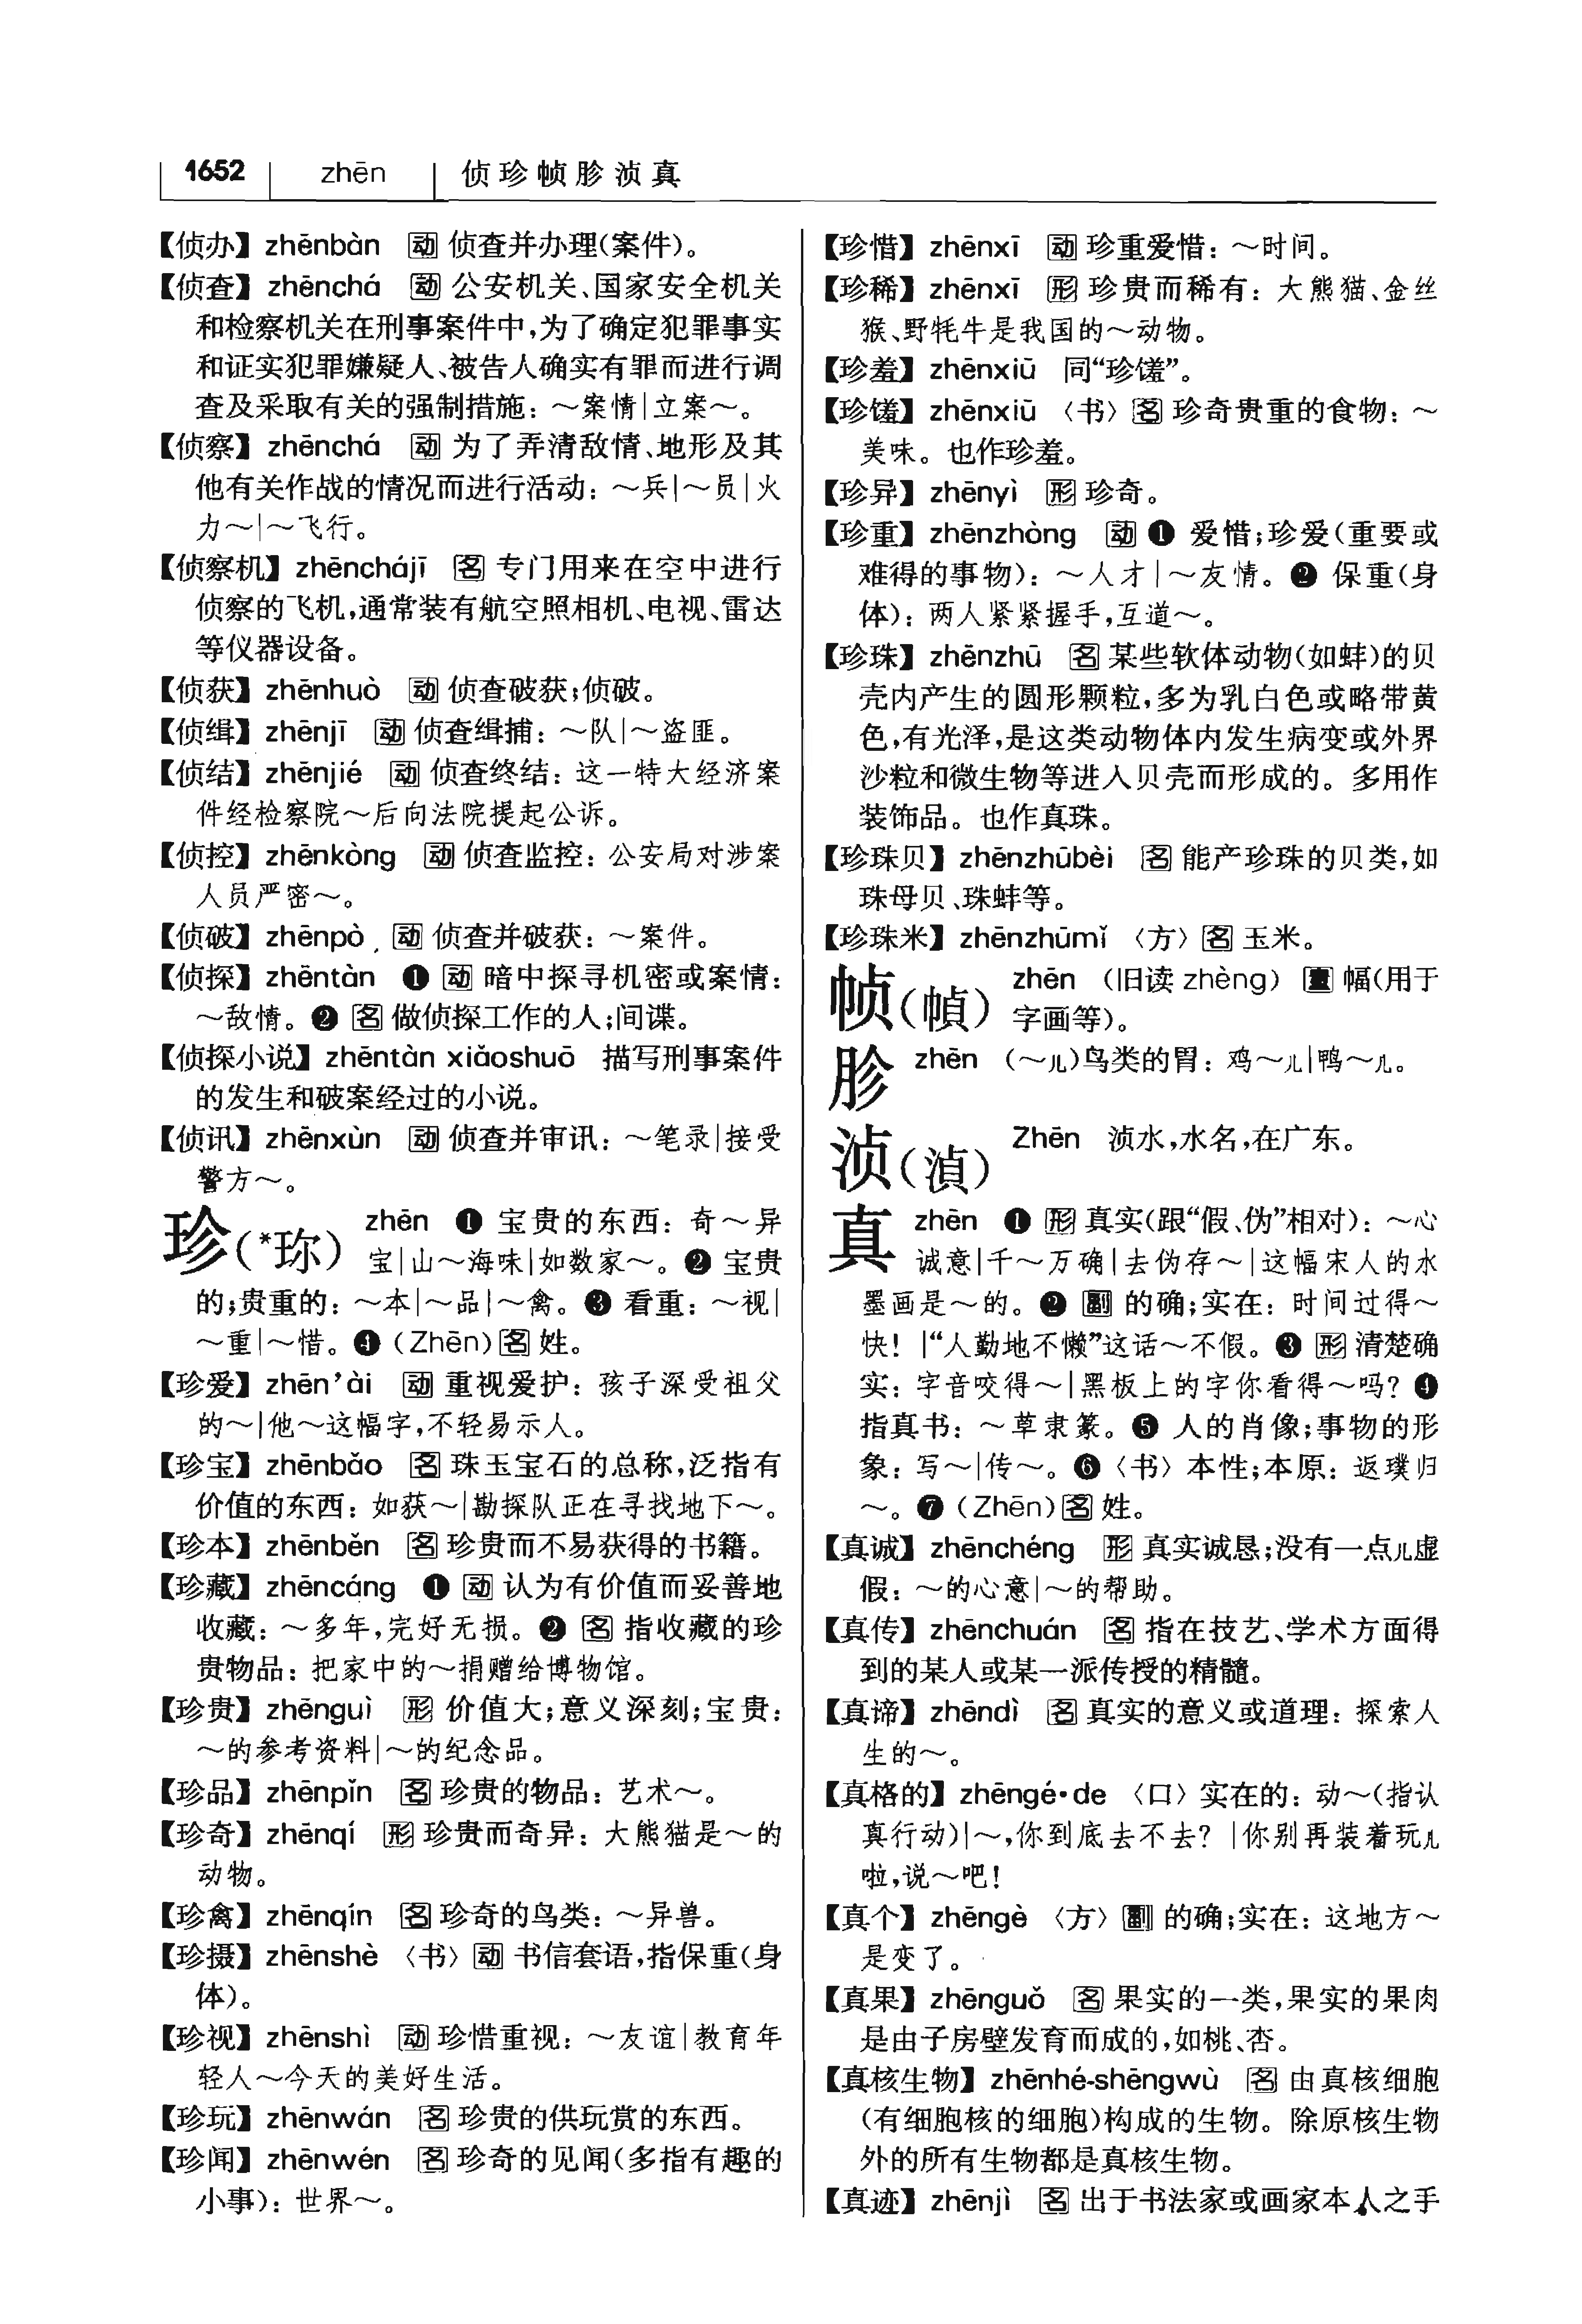 1652 zhēn 侦珍帧胗浈真
【侦办】 zhēnbàn 动 侦查并办理(案件)。
【侦查】 zhēnchá 动 公安机关、国家安全机关
和检察机关在刑事案件中,为了确定犯罪事实
和证实犯罪嫌疑人、被告人确实有罪而进行调
查及采取有关的强制措施：～案情|立案～。
【侦察】 zhēnchá 动 为了弄清敌情、地形及其
他有关作战的情况而进行活动：～兵|～员|火
力～|～飞行。
【侦察机】 zhēnchájī 名 专门用来在空中进行
侦察的飞机,通常装有航空照相机、电视、雷达
等仪器设备。
【侦获】 zhēnhuò 动 侦查破获;侦破。
【侦缉】 zhēnjī 动 侦查缉捕：～队|～盗匪。
【侦结】 zhēnjié 动 侦查终结：这一特大经济案
件经检察院～后向法院提起公诉。
【侦控】 zhēnkòng 动 侦查监控：公安局对涉案
人员严密～。
【侦破】 zhēnpò 动 侦查并破获：～案件。
【侦探】 zhēntàn ❶ 动 暗中探寻机密或案情：
～敌情。❷ 名 做侦探工作的人;间谍。
【侦探小说】 zhēntàn xiǎoshuō 描写刑事案件
的发生和破案经过的小说。
【侦讯】 zhēnxùn 动 侦查并审讯：～笔录|接受
警方～。
珍(*珎) zhēn ❶ 宝贵的东西：奇～异
宝|山～海味|如数家～。❷ 宝贵
的;贵重的：～本|～品|～禽。❸ 看重：～视|
～重|～惜。❹ (Zhēn)名 姓。
【珍爱】 zhēn’ài 动 重视爱护：孩子深受祖父
的～|他～这幅字,不轻易示人。
【珍宝】 zhēnbǎo 名 珠玉宝石的总称,泛指有
价值的东西：如获～|勘探队正在寻找地下～。
【珍本】 zhēnběn 名 珍贵而不易获得的书籍。
【珍藏】 zhēncáng ❶ 动 认为有价值而妥善地
收藏：～多年,完好无损。❷ 名 指收藏的珍
贵物品：把家中的～捐赠给博物馆。
【珍贵】 zhēnguì 形 价值大;意义深刻;宝贵：
～的参考资料|～的纪念品。
【珍品】 zhēnpǐn 名 珍贵的物品：艺术～。
【珍奇】 zhēnqí 形 珍贵而奇异：大熊猫是～的
动物。
【珍禽】 zhēnqín 名 珍奇的鸟类：～异兽。
【珍摄】 zhēnshè 〈书〉动 书信套语,指保重(身
体)。
【珍视】 zhēnshì 动 珍惜重视：～友谊|教育年
轻人～今天的美好生活。
【珍玩】 zhēnwán 名 珍贵的供玩赏的东西。
【珍闻】 zhēnwén 名 珍奇的见闻(多指有趣的
小事)：世界～。
【珍惜】 zhēnxī 动 珍重爱惜：～时间。
【珍稀】 zhēnxī 形 珍贵而稀有：大熊猫、金丝
猴、野牦牛是我国的～动物。
【珍羞】 zhēnxiū 同“珍馐”。
【珍馐】 zhēnxiū 〈书〉名 珍奇贵重的食物：～
美味。也作珍羞。
【珍异】 zhēnyì 形 珍奇。
【珍重】 zhēnzhòng 动 ❶ 爱惜;珍爱(重要或
难得的事物)：～人才|～友情。❷ 保重(身
体)：两人紧紧握手,互道～。
【珍珠】 zhēnzhū 名 某些软体动物(如蚌)的贝
壳内产生的圆形颗粒,多为乳白色或略带黄
色,有光泽,是这类动物体内发生病变或外界
沙粒和微生物等进入贝壳而形成的。多用作
装饰品。也作真珠。
【珍珠贝】 zhēnzhūbèi 名 能产珍珠的贝类,如
珠母贝、珠蚌等。
【珍珠米】 zhēnzhūmǐ 〈方〉名 玉米。
帧(幀) zhēn (旧读 zhèng) 量 幅(用于
字画等)。
胗 zhēn (～儿)鸟类的胃：鸡～儿|鸭～儿。
浈(湞) Zhēn 浈水,水名,在广东。
真 zhēn ❶ 形 真实(跟“假、伪”相对)：～心
诚意|千～万确|去伪存～|这幅宋人的水
墨画是～的。❷ 副 的确;实在：时间过得～
快！|“人勤地不懒”这话～不假。❸ 形 清楚确
实：字音咬得～|黑板上的字你看得～吗？❹
指真书：～草隶篆。❺ 人的肖像;事物的形
象：写～|传～。❻〈书〉本性;本原：返璞归
～。❼ (Zhēn)名 姓。
【真诚】 zhēnchéng 形 真实诚恳;没有一点儿虚
假：～的心意|～的帮助。
【真传】 zhēnchuán 名 指在技艺、学术方面得
到的某人或某一派传授的精髓。
【真谛】 zhēndì 名 真实的意义或道理：探索人
生的～。
【真格的】 zhēngé·de 〈口〉实在的：动～(指认
真行动)|～,你到底去不去？|你别再装着玩儿
啦,说～吧！
【真个】 zhēngè 〈方〉副 的确;实在：这地方～
是变了。
【真果】 zhēnguǒ 名 果实的一类,果实的果肉
是由子房壁发育而成的,如桃、杏。
【真核生物】 zhēnhé-shēngwù 名 由真核细胞
(有细胞核的细胞)构成的生物。除原核生物
外的所有生物都是真核生物。
【真迹】 zhēnjì 名 出于书法家或画家本人之手